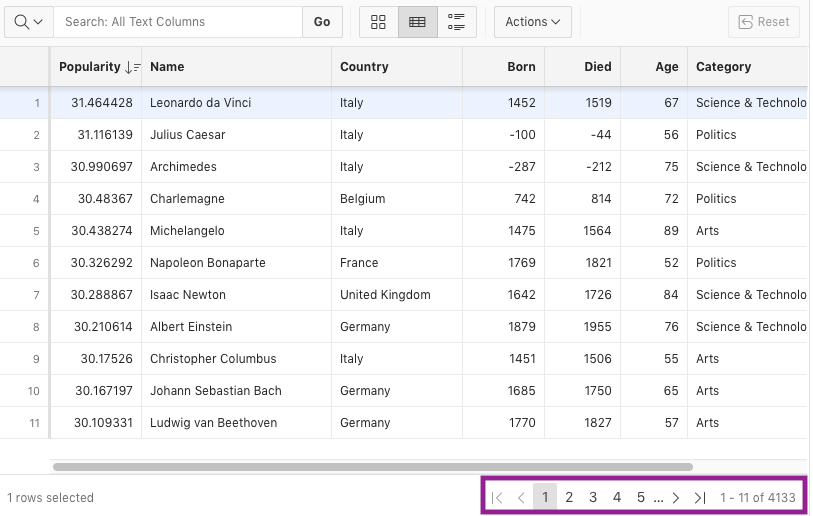 Search: All Text Columns Go Actions Reset
Popularity Name Country Born Died Age Category
1 31.464428 Leonardo da Vinci Italy 1452 1519 67 Science & Technolo
2 31.116139 Julius Caesar Italy -100 -44 56 Politics
3 30.990697 Archimedes Italy -287 -212 75 Science & Technolo
4 30.48367 Charlemagne Belgium 742 814 72 Politics
5 30.438274 Michelangelo Italy 1475 1564 89 Arts
6 30.326292 Napoleon Bonaparte France 1769 1821 52 Politics
7 30.288867 Isaac Newton United Kingdom 1642 1726 84 Science & Technolo
8 30.210614 Albert Einstein Germany 1879 1955 76 Science & Technolo
9 30.17526 Christopher Columbus Italy 1451 1506 55 Arts
10 30.167197 Johann Sebastian Bach Germany 1685 1750 65 Arts
11 30.109331 Ludwig van Beethoven Germany 1770 1827 57 Arts
1 rows selected 1 2 3 4 5 ... 1 - 11 of 4133